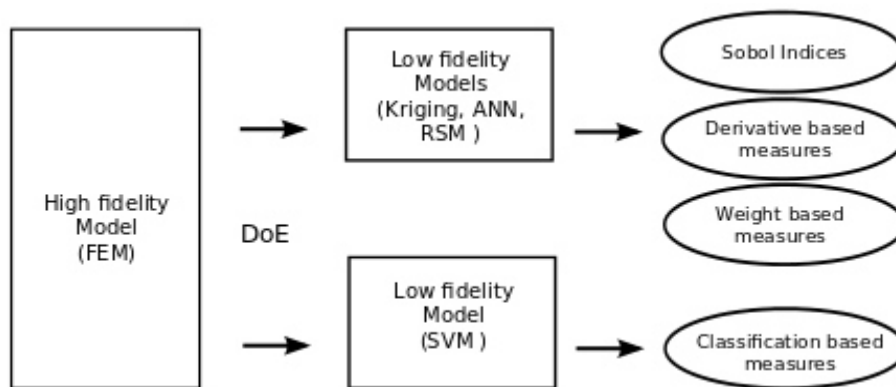 High fidelity
Model
(FEM)
DoE
Low fidelity
Models
(Kriging, ANN,
RSM )
Low fidelity
Model
(SVM )
Sobol Indices
Derivative based
measures
Weight based
measures
Classification based
measures